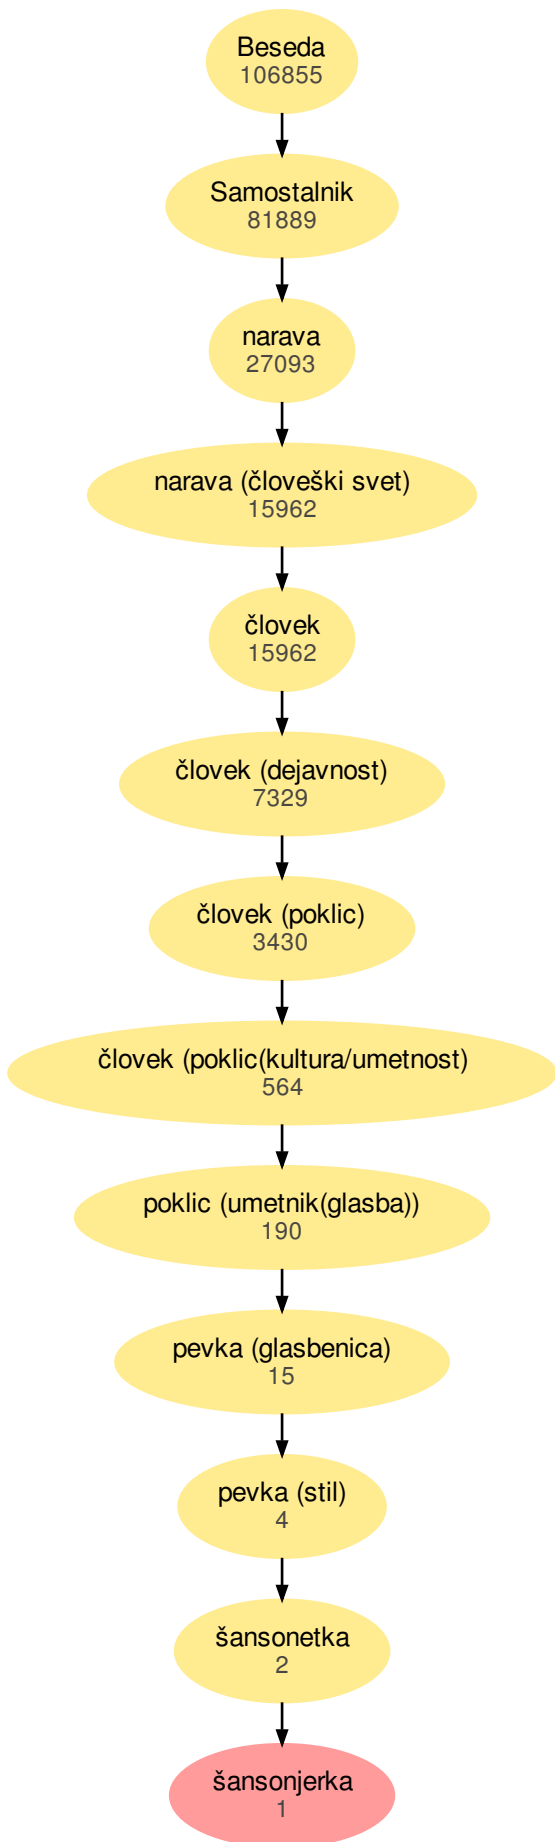 Beseda
106855
Samostalnik
81889
narava
27093
narava (človeški svet)
15962
človek
15962
človek (dejavnost)
7329
človek (poklic)
3430
človek (poklic(kultura/umetnost)
564
poklic (umetnik(glasba))
190
pevka (glasbenica)
15
pevka (stil)
4
šansonetka
2
šansonjerka
1